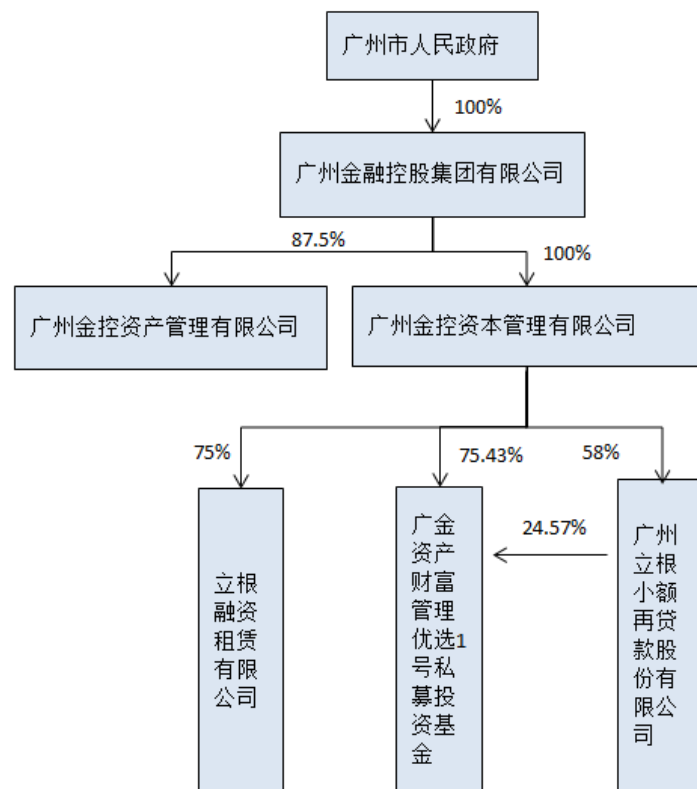 广州市人民政府
100%
广州金融控股集团有限公司
87.5%
100%
广州金控资产管理有限公司
广州金控资本管理有限公司
75%
75.43%
58%
24.57%
立根
融资
租赁
有限
公司
广金
资产
财富
管理
优选1
号私
募投
资基
金
广州
立根
小额
再贷
款股
份有
限公
司